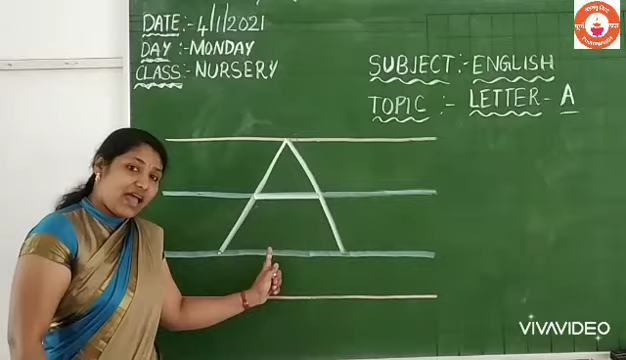 DATE:- 4/1/2021
DAY :- MONDAY
CLASS:- NURSERY
SUBJECT:- ENGLISH
TOPIC :- LETTER- A
A
VIVAVIDEO